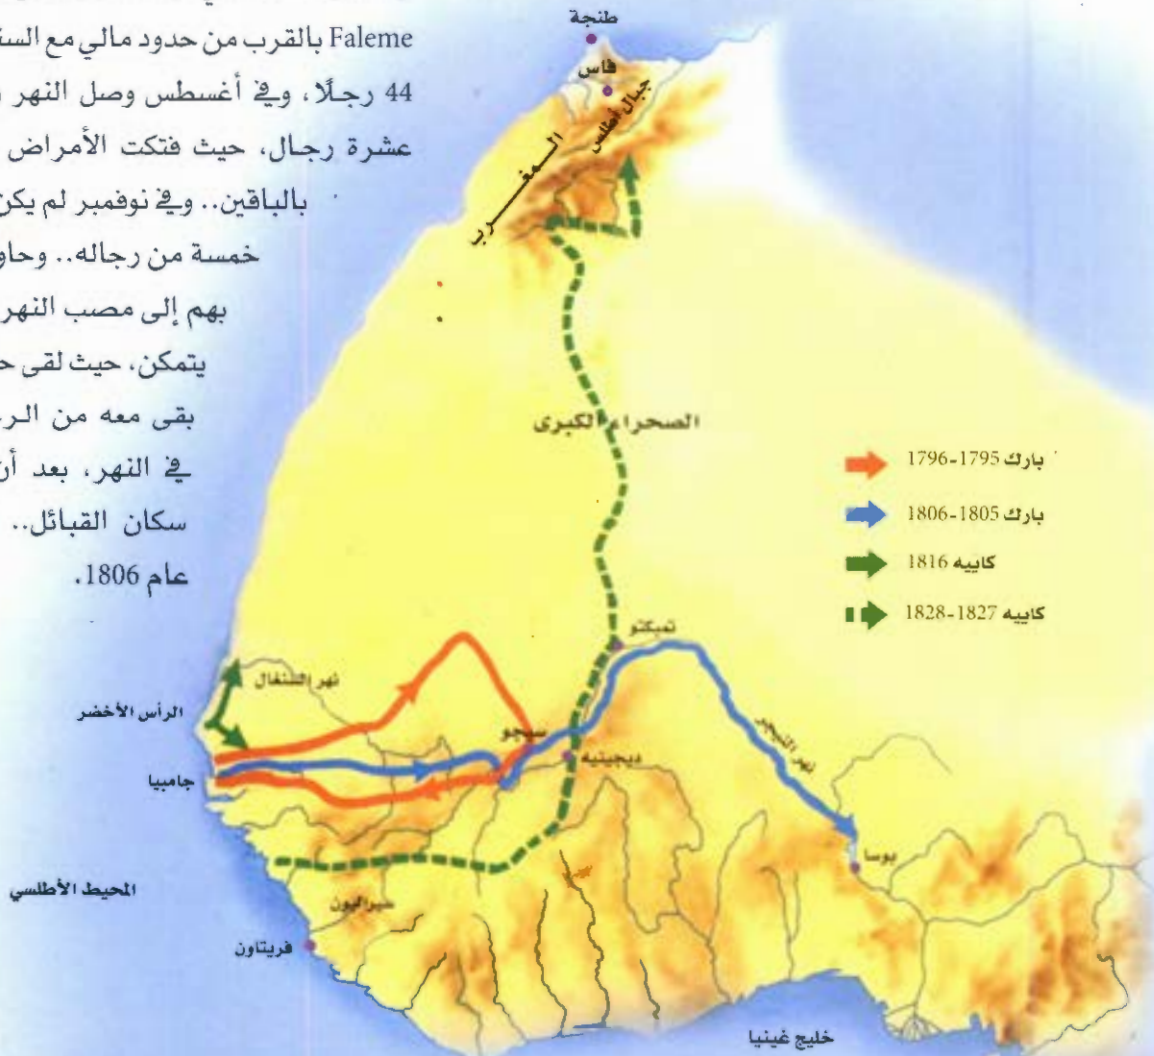 Faleme بالقرب من حدود مالي مع
44 رجلًا، وفي أغسطس وصل النهر
عشرة رجال، حيث فتكت الأمراض
بالباقين.. وفي نوفمبر لم يكن
خمسة من رجاله..
بهم إلى مصب النهر
يتمكن، حيث لقى
بقى معه من
في النهر، بعد أن
سكان القبائل..
عام 1806.
طنجة
فاس
جبال أطلس
المغرب
الصحراء الكبرى
بارك 1795-1796
بارك 1805-1806
كاييه 1816
كاييه 1827-1828
تمبكتو
نهر السنغال
الرأس الأخضر
سيجو
ديجينيه
نهر النيجر
جامبيا
بوسا
المحيط الأطلسي
سيراليون
فريتاون
خليج غينيا